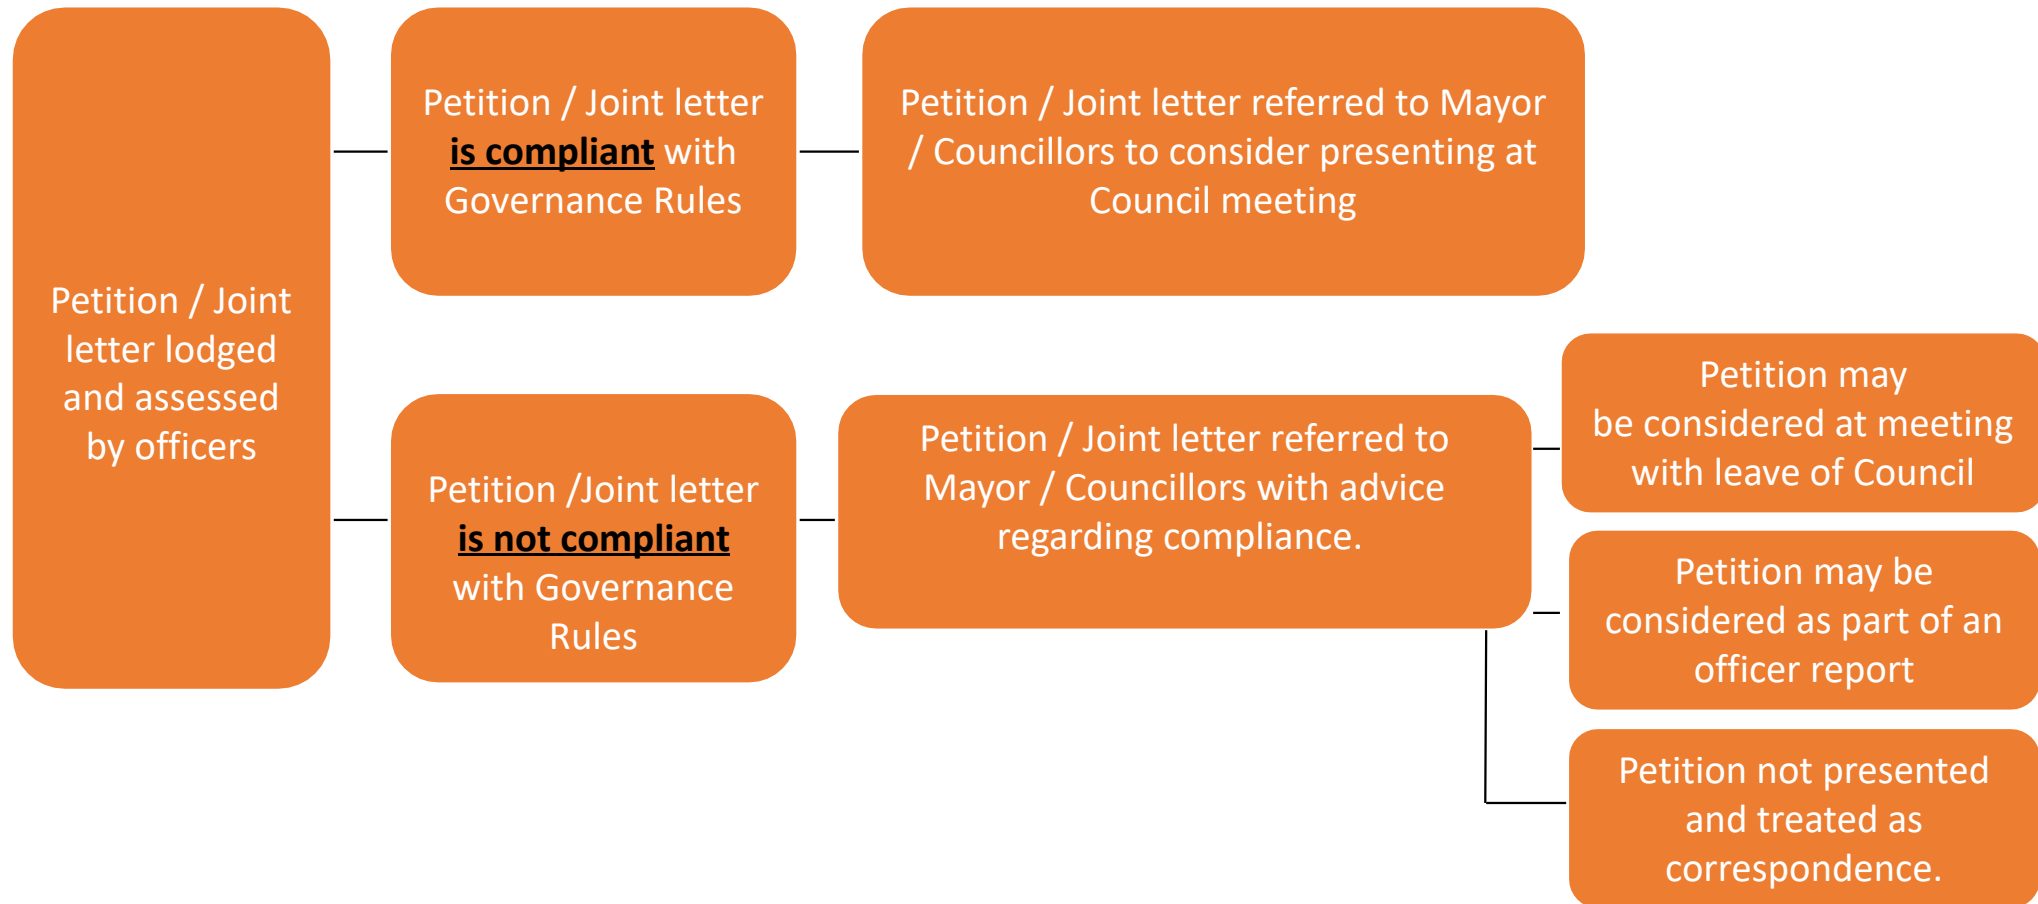 Petition / Joint
letter lodged
and assessed
by officers
Petition / Joint letter
is compliant with
Governance Rules
Petition / Joint letter referred to Mayor
/ Councillors to consider presenting at
Council meeting
Petition /Joint letter
is not compliant
with Governance
Rules
Petition / Joint letter referred to
Mayor / Councillors with advice
regarding compliance.
Petition may
be considered at meeting
with leave of Council
Petition may be
considered as part of an
officer report
Petition not presented
and treated as
correspondence.